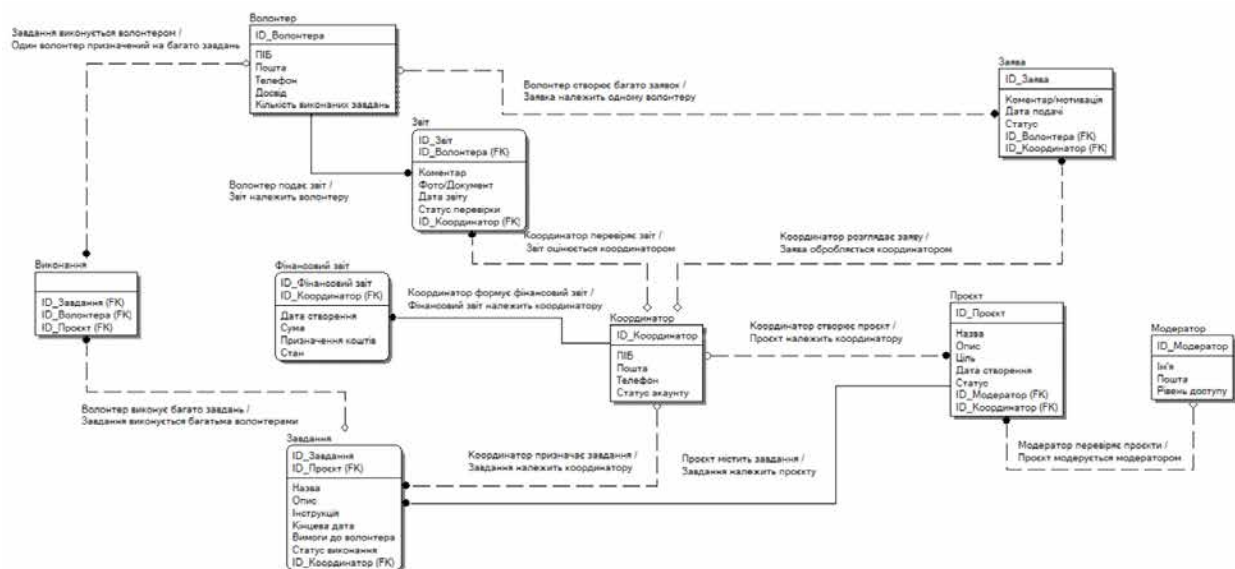 Волонтер
ID_Волонтера
ПІБ
Пошта
Телефон
Досвід
Кількість виконаних завдань
Завдання виконується волонтером /
Один волонтер призначений на багато завдань
Волонтер створює багато заявок /
Заявка належить одному волонтеру
Заява
ID_Заява
Коментар/мотивація
Дата подачі
Статус
ID_Волонтера (FK)
ID_Координатор (FK)
Звіт
ID_Звіт
ID_Волонтера (FK)
Коментар
Фото/Документ
Дата звіту
Статус перевірки
ID_Координатор (FK)
Волонтер подає звіт /
Звіт належить волонтеру
Координатор перевіряє звіт /
Звіт оцінюється координатором
Координатор розглядає заяву /
Заява обробляється координатором
Виконання
ID_Завдання (FK)
ID_Волонтера (FK)
ID_Проєкт (FK)
Фінансовий звіт
ID_Фінансовий звіт
ID_Координатор (FK)
Дата створення
Сума
Призначення коштів
Стан
Координатор формує фінансовий звіт /
Фінансовий звіт належить координатору
Координатор
ID_Координатор
ПІБ
Пошта
Телефон
Статус акаунту
Координатор створює проєкт /
Проєкт належить координатору
Проєкт
ID_Проєкт
Назва
Опис
Ціль
Дата створення
Статус
ID_Модератор (FK)
ID_Координатор (FK)
Модератор
ID_Модератор
Ім'я
Пошта
Рівень доступу
Волонтер виконує багато завдань /
Завдання виконується багатьма волонтерами
Завдання
ID_Завдання
ID_Проєкт (FK)
Назва
Опис
Інструкція
Кінцева дата
Вимоги до волонтера
Статус виконання
ID_Координатор (FK)
Координатор призначає завдання /
Завдання належить координатору
Проєкт містить завдання /
Завдання належить проєкту
Модератор перевіряє проєкти /
Проєкт модерується модератором